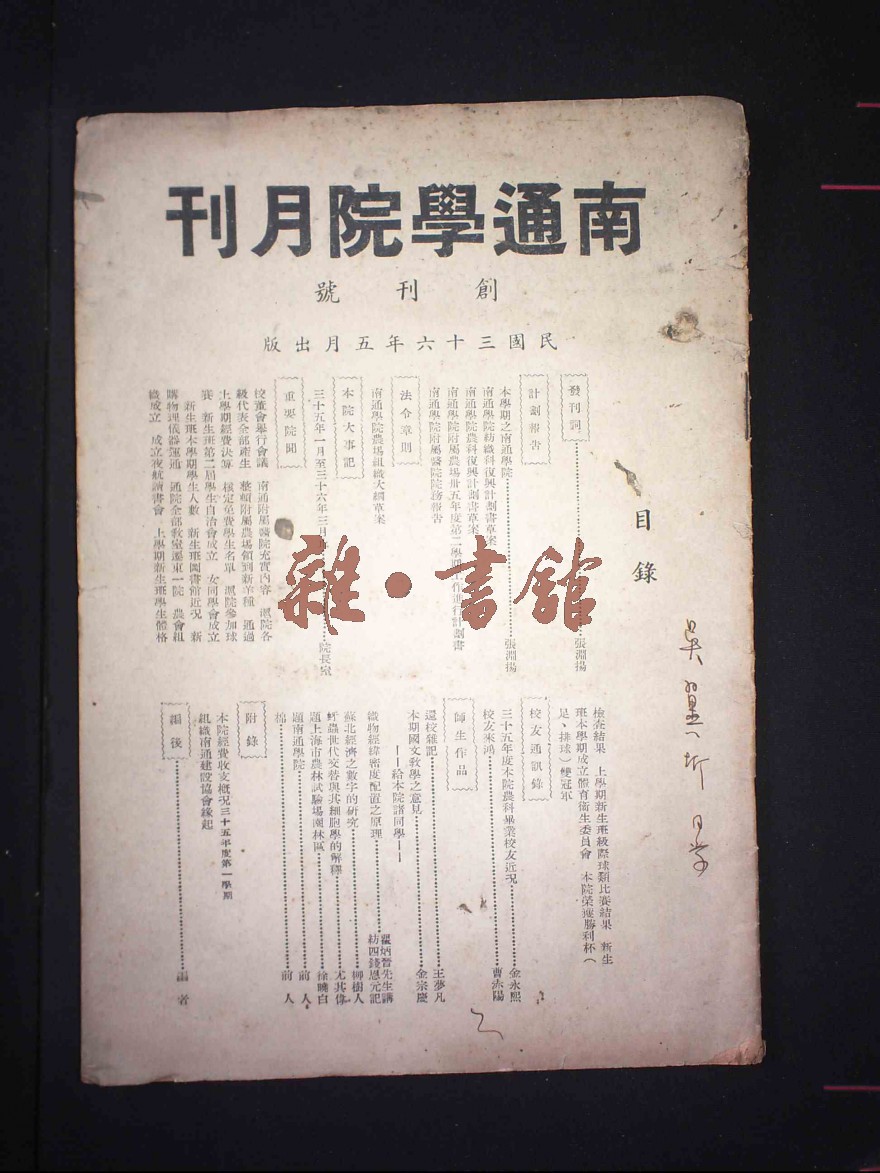 南通學院月刊
創刊號
民國三十六年五月出版
目錄
發刊詞……張淵揚
計劃報告
本學期之南通學院……張淵揚
南通學院紡織科復興計劃書草案
南通學院農科復興計劃書草案
南通學院附屬農場卅五年度第二學期工作進行計劃書
南通學院附屬醫院院務報告
法令章則
南通學院農場組織大綱草案
本院大事記
三十五年一月至三十六年三月……院長室
重要院聞
校董會舉行會議 南通附屬醫院充實內容 滬院各
級代表全部產生 整頓附屬農場領到新羊種 通過
上學期經費決算 核定免費學生名單 滬院參加球
賽 新生班第二屆學生自治會成立 女同學會成立
新生班本學期學生人數 新生班圖書館近況 新
購物理儀器運通 通院全部教室遷東一院 農會組
織成立 成立夜航讀書會 上學期新生班學生體格
檢查結果 上學期新生班級際球類比賽結果 新生
班本學期成立體育衛生委員會 本院榮獲勝利杯(
足、排球)雙冠軍
校友通訊錄
三十五年度本院農科畢業校友近況……金永熙
校友來鴻……曹赤陽
師生作品
還校雜記……王夢凡
本期國文教學之意見……金宗慶
——給本院諸同學——
織物經緯密度配置之原理……瞿炳晉先生講
紡四錢恩元記
蘇北經濟之數字的研究……柳樹人
蚜蟲世代交替與其細胞學的解釋……尤其偉
題上海市農林試驗場園林區……徐曉白
題南通學院……前人
棉……前人
附錄
本院經費收支概況三十五年度第一學期
組織南通建設協會緣起
編後……編者
雜·書館